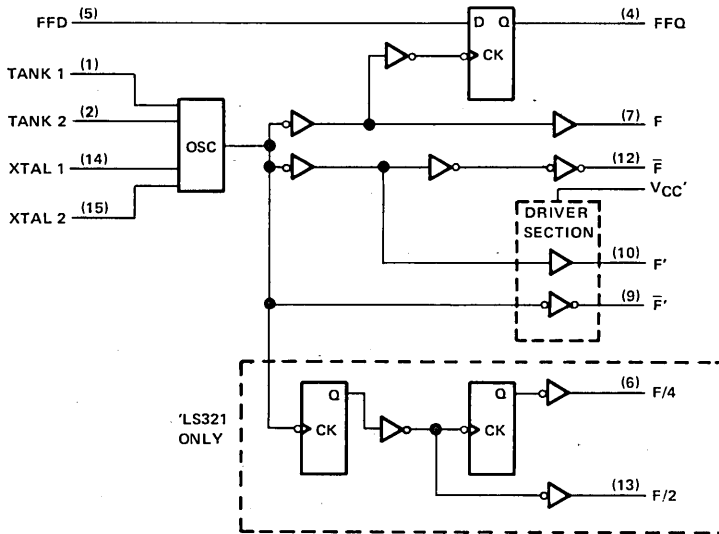 FFD (5)
D Q
(4) FFQ
CK
TANK 1 (1)
TANK 2 (2)
OSC
(7) F
XTAL 1 (14)
(12) F̅
VCC'
XTAL 2 (15)
DRIVER
SECTION
(10) F'
(9) F̅'
'LS321
ONLY
Q
CK
Q
CK
(6) F/4
(13) F/2